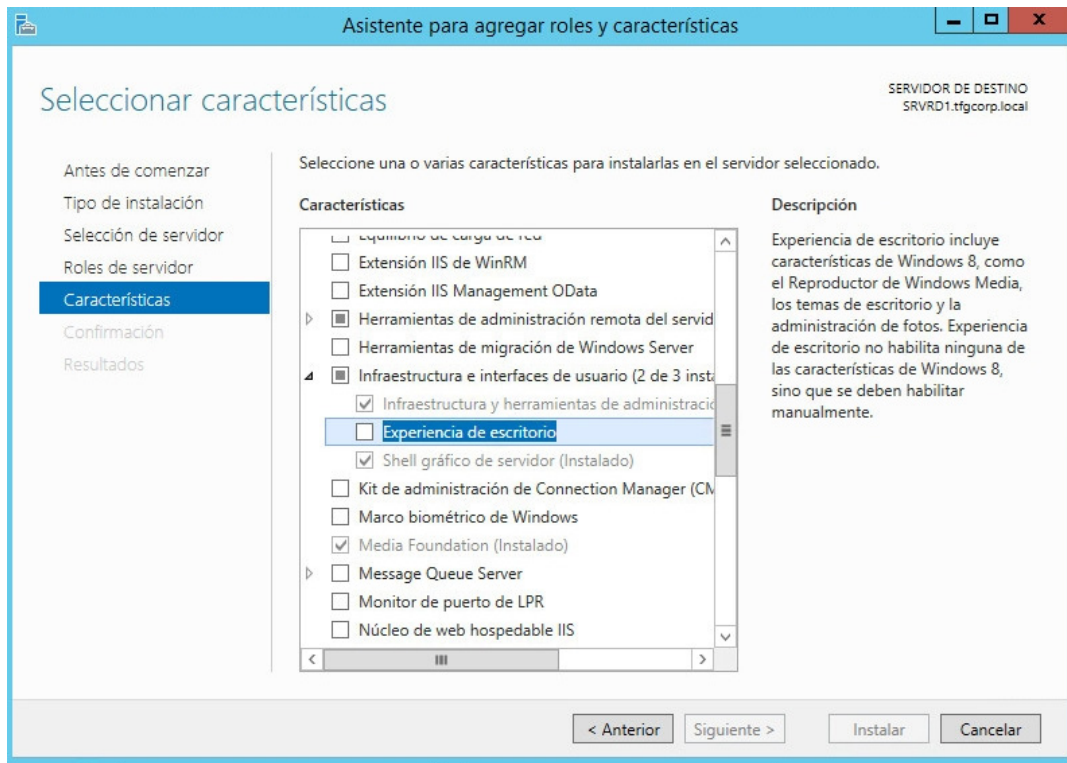 Asistente para agregar roles y características
Seleccionar características
SERVIDOR DE DESTINO
SRVRD1.tfgcorp.local
Antes de comenzar
Tipo de instalación
Selección de servidor
Roles de servidor
Características
Confirmación
Resultados
Seleccione una o varias características para instalarlas en el servidor seleccionado.
Características
Equilibrio de carga de red
Extensión IIS de WinRM
Extensión IIS Management OData
Herramientas de administración remota del servid
Herramientas de migración de Windows Server
Infraestructura e interfaces de usuario (2 de 3 insta
Infraestructura y herramientas de administració
Experiencia de escritorio
Shell gráfico de servidor (Instalado)
Kit de administración de Connection Manager (CM
Marco biométrico de Windows
Media Foundation (Instalado)
Message Queue Server
Monitor de puerto de LPR
Núcleo de web hospedable IIS
Descripción
Experiencia de escritorio incluye
características de Windows 8, como
el Reproductor de Windows Media,
los temas de escritorio y la
administración de fotos. Experiencia
de escritorio no habilita ninguna de
las características de Windows 8,
sino que se deben habilitar
manualmente.
< Anterior
Siguiente >
Instalar
Cancelar